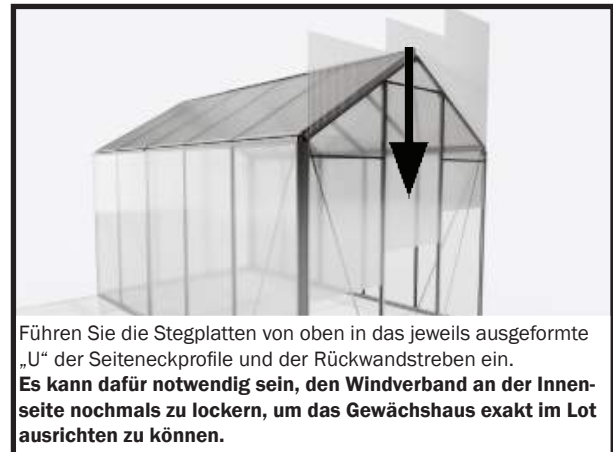 Führen Sie die Stegplatten von oben in das jeweils ausgeformte
„U“ der Seiteneckprofile und der Rückwandstreben ein.
Es kann dafür notwendig sein, den Windverband an der Innen-
seite nochmals zu lockern, um das Gewächshaus exakt im Lot
ausrichten zu können.